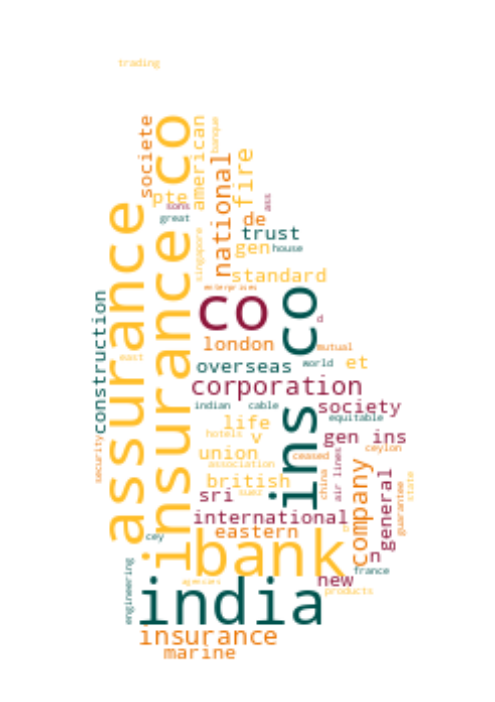 trading
societe
insurance co
american
banque
national
fire
pte
sons
ass
great
de
trust
gen
house
singapore
standard
enterprises
assurance
construction
co
d
ins co
london
mutual
east
overseas
world
et
corporation
indian
cable
society
equitable
life
hotels
v
gen ins
security
union
association
ceased
ceylon
air lines
british
china
company
general
state
guarantee
sri
suez
international
eastern
cey
bank
n
france
engineering
agencies
new
india
products
insurance
marine